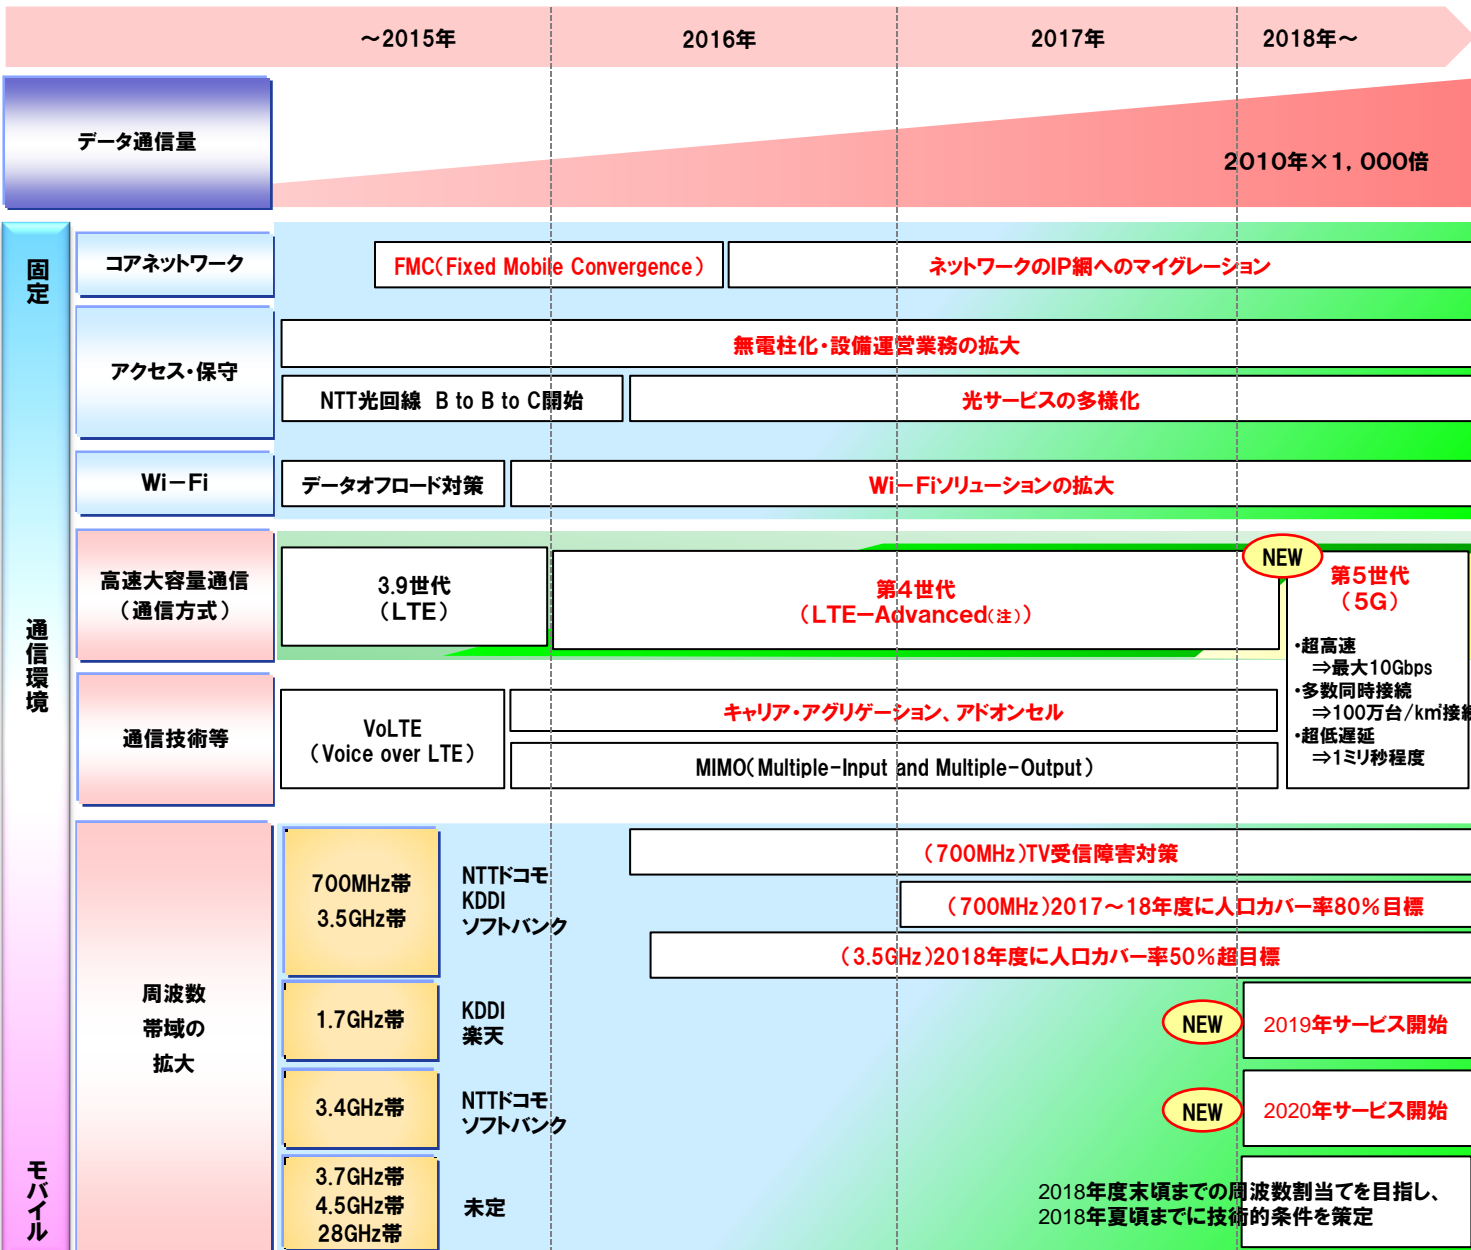 ～2015年
2016年
2017年
2018年～
データ通信量
2010年×1，000倍
固定
通信環境
モバイル
コアネットワーク
FMC（Fixed Mobile Convergence）
ネットワークのIP網へのマイグレーション
アクセス・保守
無電柱化・設備運営業務の拡大
NTT光回線 B to B to C開始
光サービスの多様化
Wi－Fi
データオフロード対策
Wi－Fiソリューションの拡大
高速大容量通信
（通信方式）
3.9世代
（LTE）
第4世代
（LTE－Advanced（注））
NEW
第5世代
（5G）
・超高速
⇒最大10Gbps
・多数同時接続
⇒100万台/k㎡接続
・超低遅延
⇒1ミリ秒程度
通信技術等
VoLTE
（Voice over LTE）
キャリア・アグリゲーション、アドオンセル
MIMO（Multiple-Input and Multiple-Output）
周波数
帯域の
拡大
700MHz帯
3.5GHz帯
NTTドコモ
KDDI
ソフトバンク
（700MHz）TV受信障害対策
（700MHz）2017～18年度に人口カバー率80％目標
（3.5GHz）2018年度に人口カバー率50％超目標
1.7GHz帯
KDDI
楽天
NEW
2019年サービス開始
3.4GHz帯
NTTドコモ
ソフトバンク
NEW
2020年サービス開始
3.7GHz帯
4.5GHz帯
28GHz帯
未定
2018年度末頃までの周波数割当てを目指し、
2018年夏頃までに技術的条件を策定